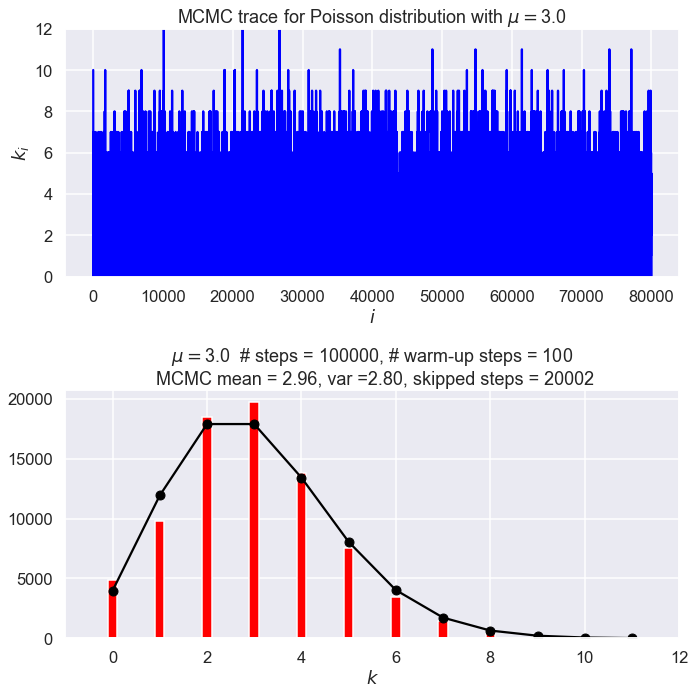 MCMC trace for Poisson distribution with μ = 3.0
12
10
8
6
4
2
0
k_i
0 10000 20000 30000 40000 50000 60000 70000 80000
i
μ = 3.0 # steps = 100000, # warm-up steps = 100
MCMC mean = 2.96, var =2.80, skipped steps = 20002
20000
15000
10000
5000
0
0 2 4 6 8 10 12
k